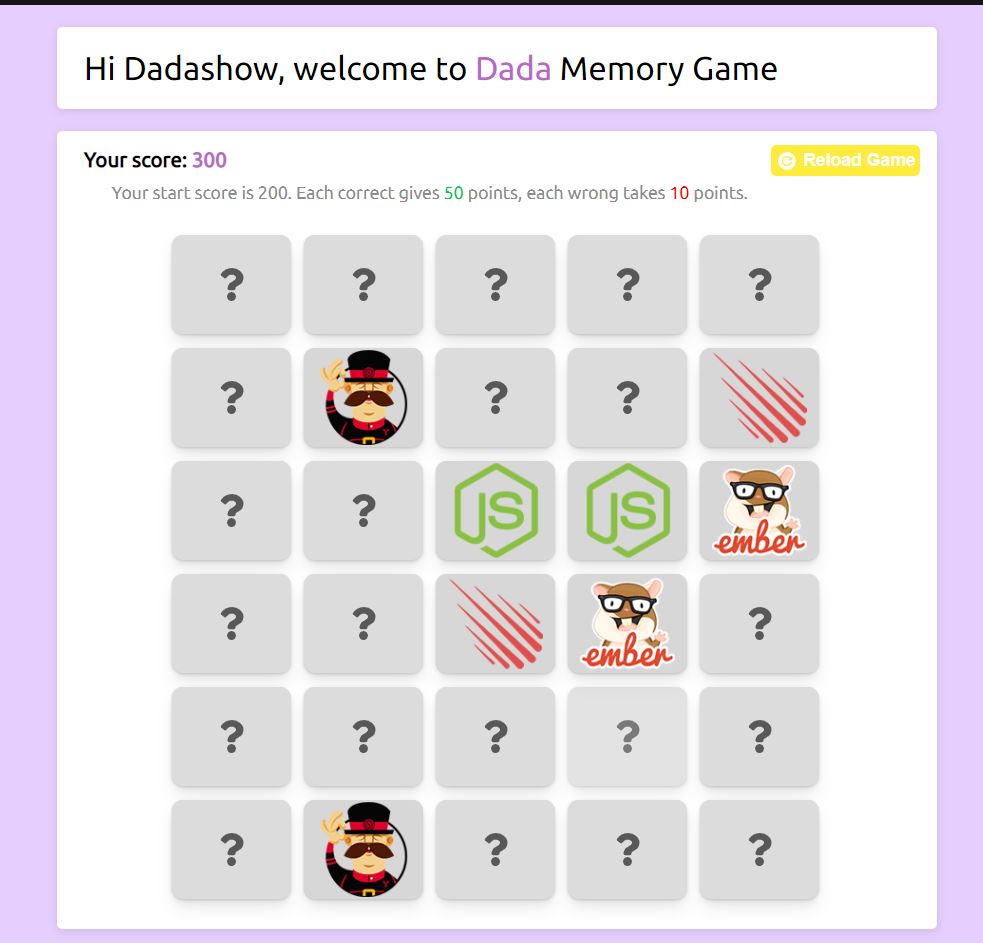 Hi Dadashow, welcome to Dada Memory Game
Your score: 300
Reload Game
Your start score is 200. Each correct gives 50 points, each wrong takes 10 points.
? ? ? ? ?
? ? ?
? ? JS JS ember
? ? ember ?
? ? ? ? ?
? ? ? ?